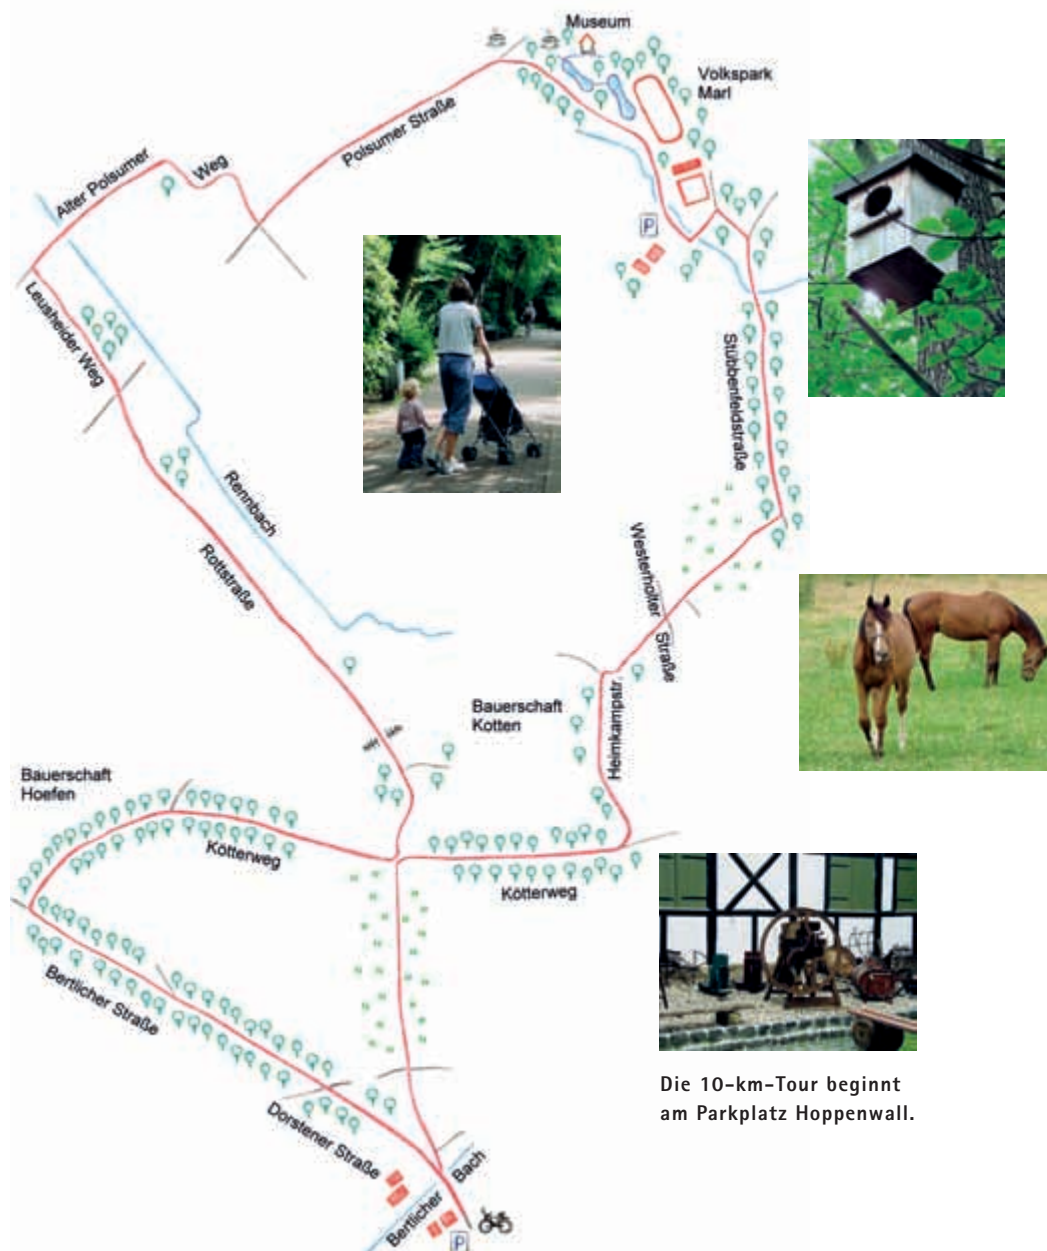 Museum
Volkspark
Marl
Polsumer Straße
Alter Polsumer
Weg
P
Leusheider Weg
Stübbenfeldstraße
Rennbach
Rottstraße
Westerholter
Straße
Bauerschaft
Kotten
Heimkampstr.
Bauerschaft
Hoefen
Kötterweg
Kötterweg
Bertlicher Straße
Die 10-km-Tour beginnt
am Parkplatz Hoppenwall.
Dorstener Straße
Bertlicher
Bach
P